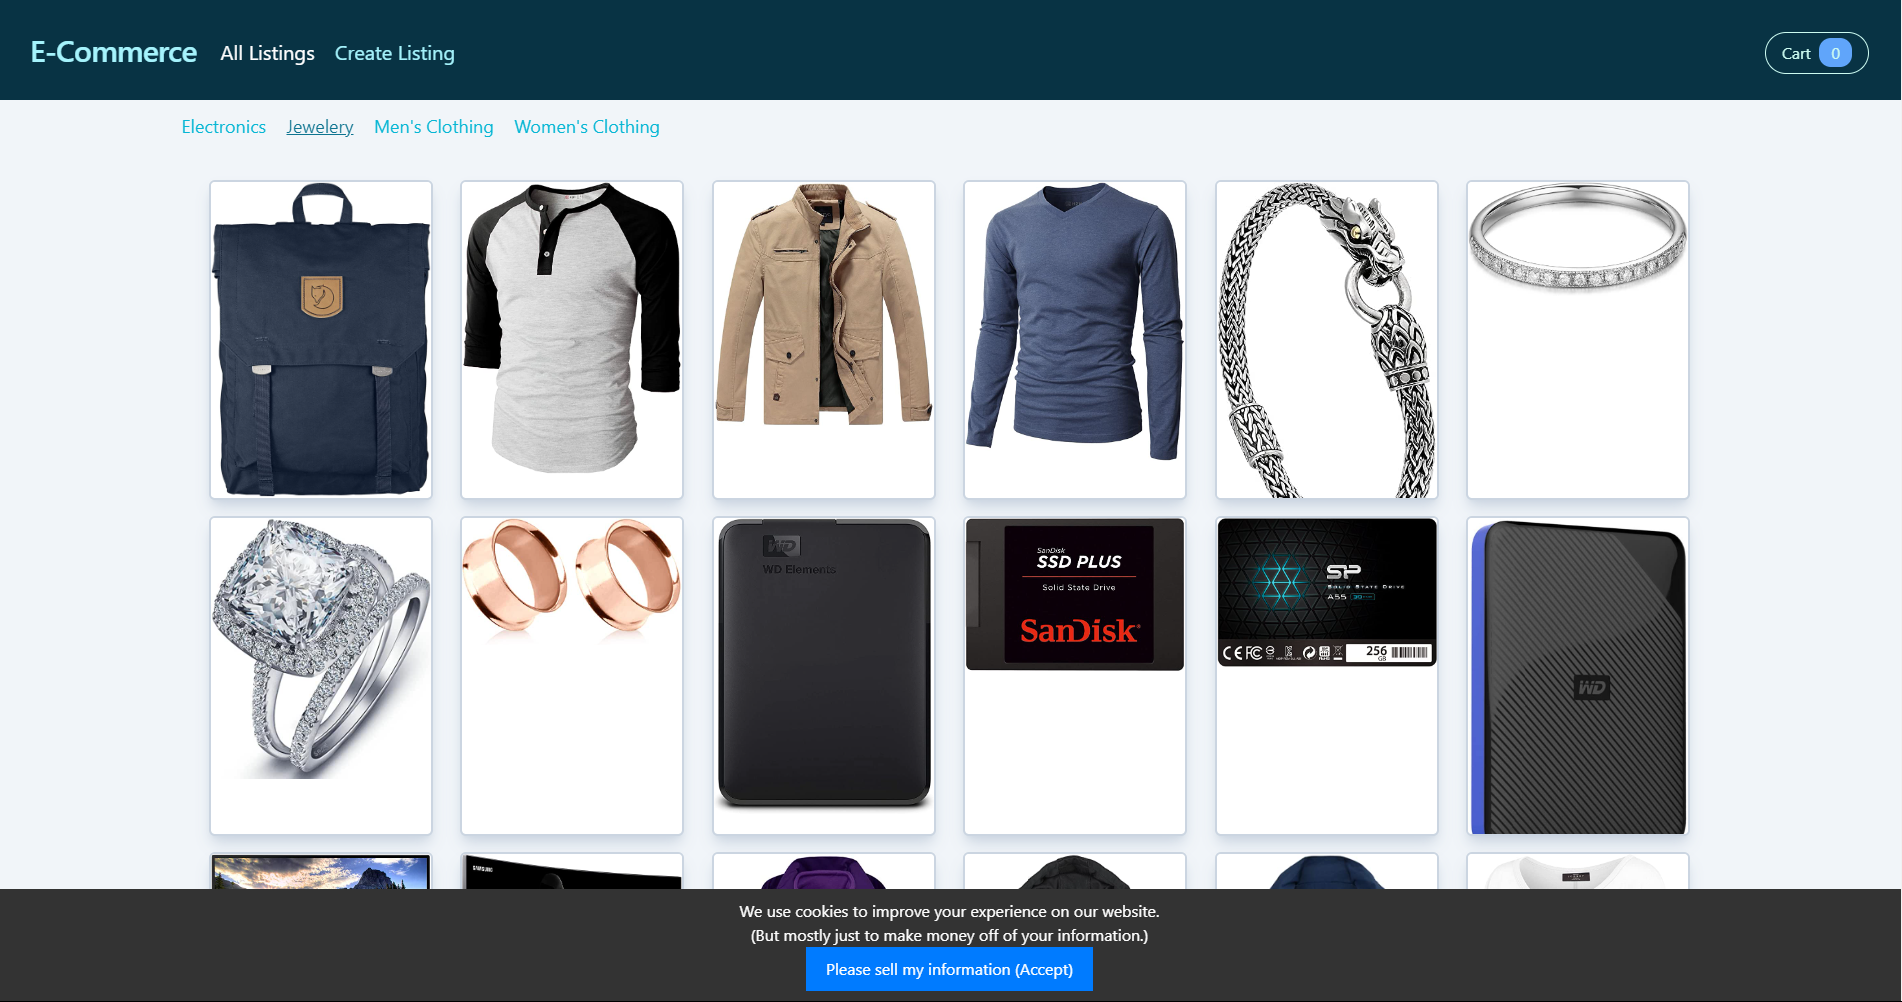 E-Commerce All Listings Create Listing Cart 0
Electronics Jewelery Men's Clothing Women's Clothing
WD
WD Elements
SanDisk
SSD PLUS
Solid State Drive
SanDisk
SP
SOLID STATE DRIVE
A55
256
GB
WD
SAMSUNG
We use cookies to improve your experience on our website.
(But mostly just to make money off of your information.)
Please sell my information (Accept)